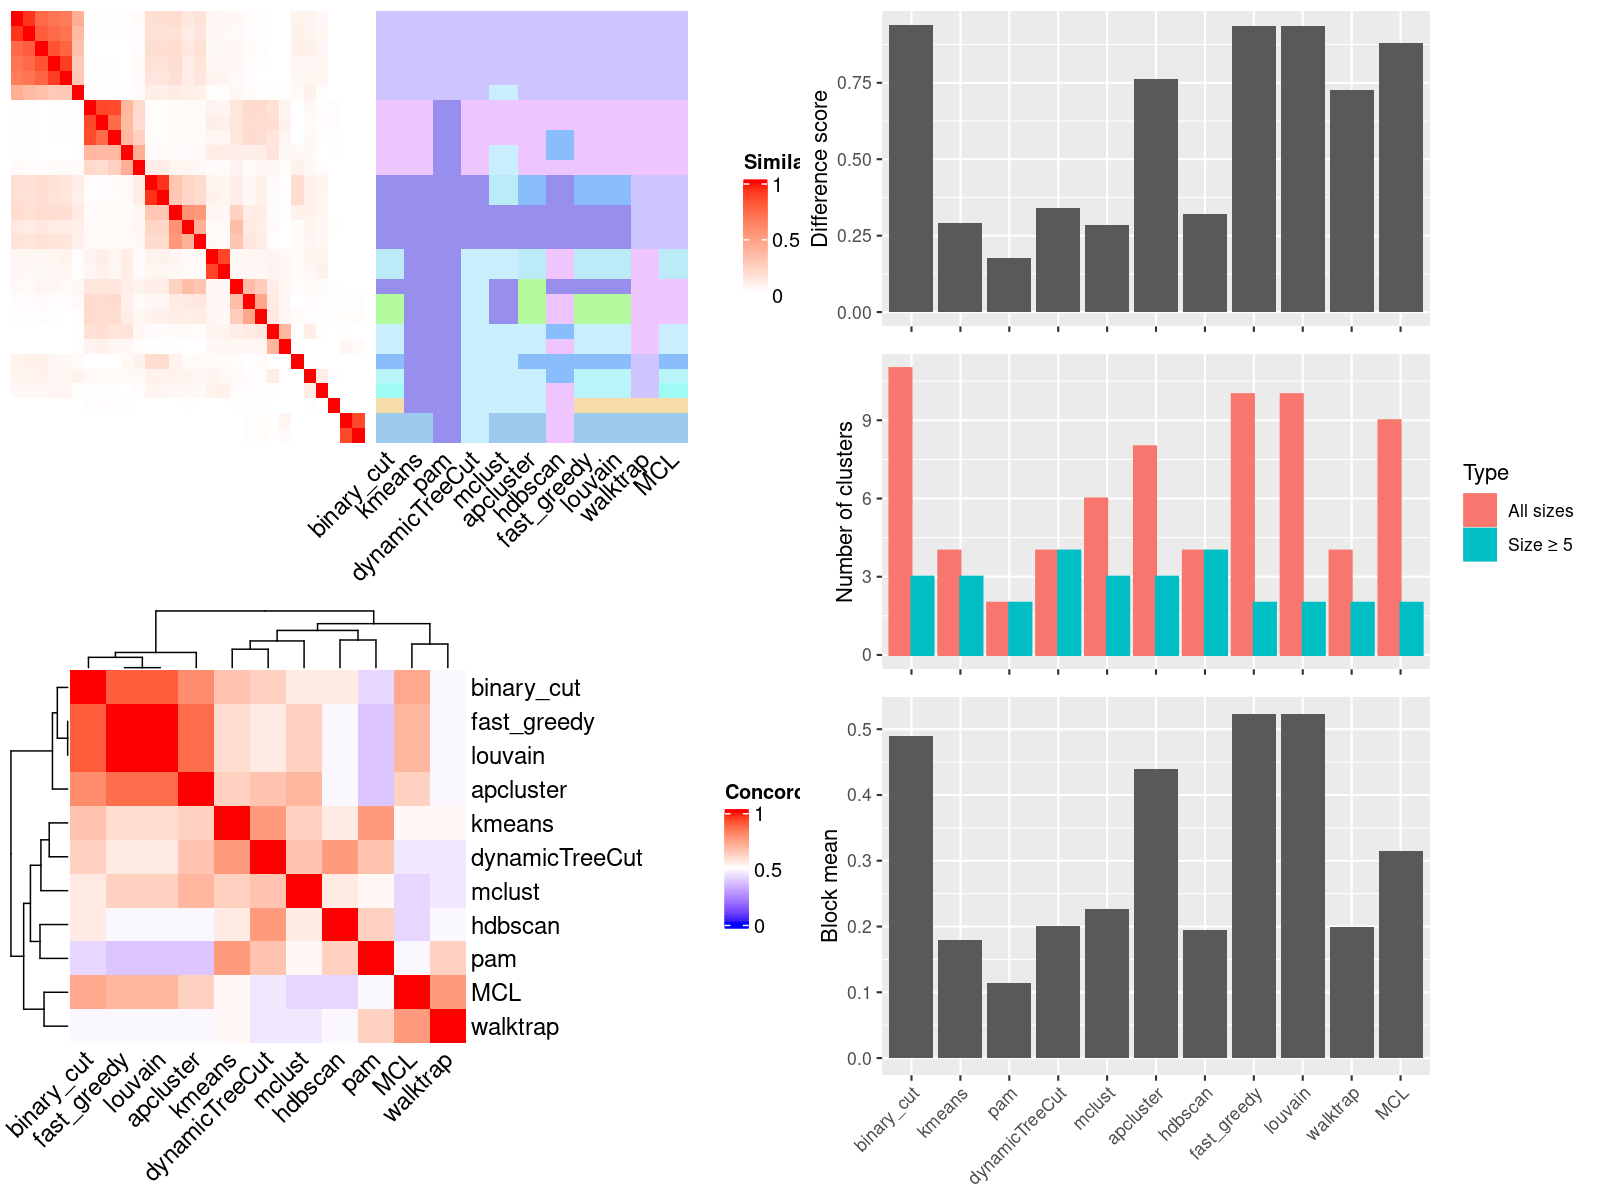 Simila
1
0.5
0
binary_cut
kmeans
pam
dynamicTreeCut
mclust
apcluster
hdbscan
fast_greedy
louvain
walktrap
MCL
Concord
1
0.5
0
binary_cut
fast_greedy
louvain
apcluster
kmeans
dynamicTreeCut
mclust
hdbscan
pam
MCL
walktrap
binary_cut
fast_greedy
louvain
apcluster
kmeans
dynamicTreeCut
mclust
hdbscan
pam
MCL
walktrap
Difference score
0.75
0.50
0.25
0.00
Number of clusters
9
6
3
0
Type
All sizes
Size ≥ 5
Block mean
0.5
0.4
0.3
0.2
0.1
0.0
binary_cut
kmeans
pam
dynamicTreeCut
mclust
apcluster
hdbscan
fast_greedy
louvain
walktrap
MCL